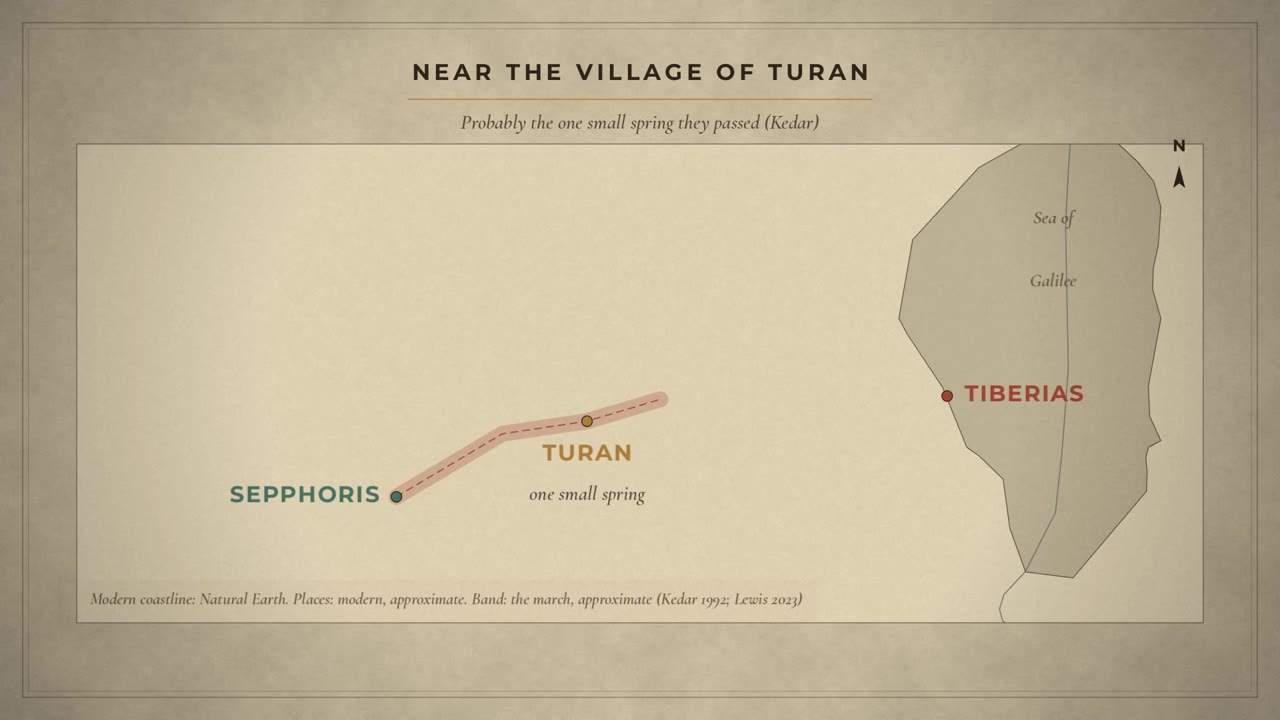 NEAR THE VILLAGE OF TURAN
Probably the one small spring they passed (Kedar)
N
Sea of
Galilee
TIBERIAS
TURAN
SEPPHORIS
one small spring
Modern coastline: Natural Earth. Places: modern, approximate. Band: the march, approximate (Kedar 1992; Lewis 2023)